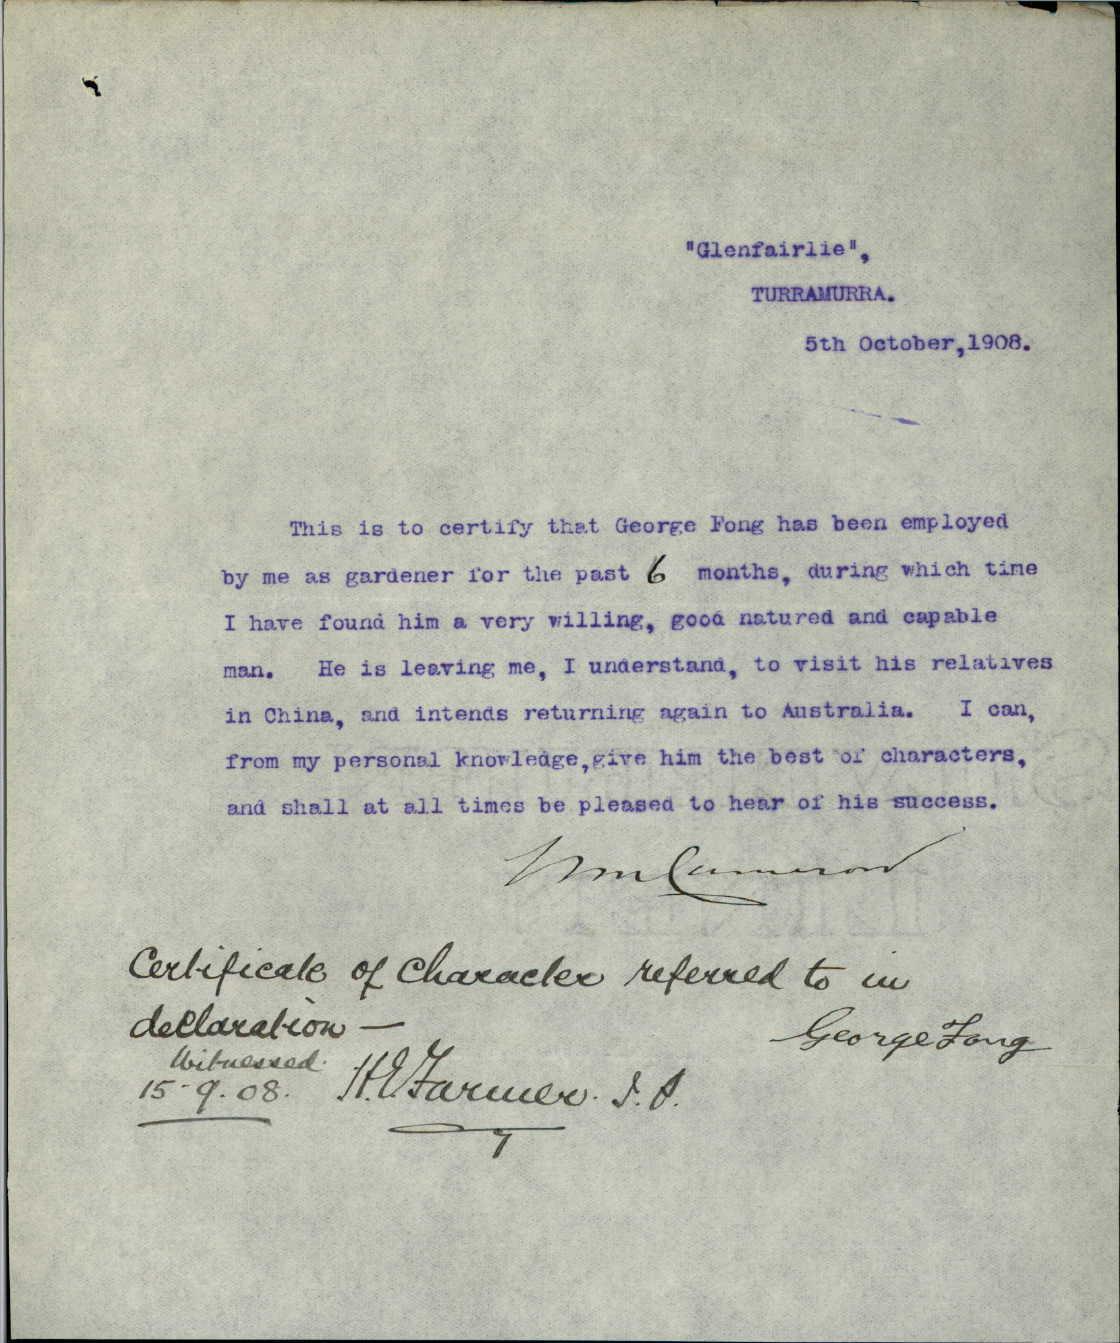 "Glenfairlie",
TURRAMURRA.
5th October,1908.
This is to certify that George Fong has been employed
by me as gardener for the past 6 months, during which time
I have found him a very willing, good natured and capable
man. He is leaving me, I understand, to visit his relatives
in China, and intends returning again to Australia. I can,
from my personal knowledge,give him the best of characters,
and shall at all times be pleased to hear of his success.
Wm Cameron
Certificate of Character referred to in
declaration —
George Fong
Witnessed.
15-9-08. H.E. Farmer. J.P.